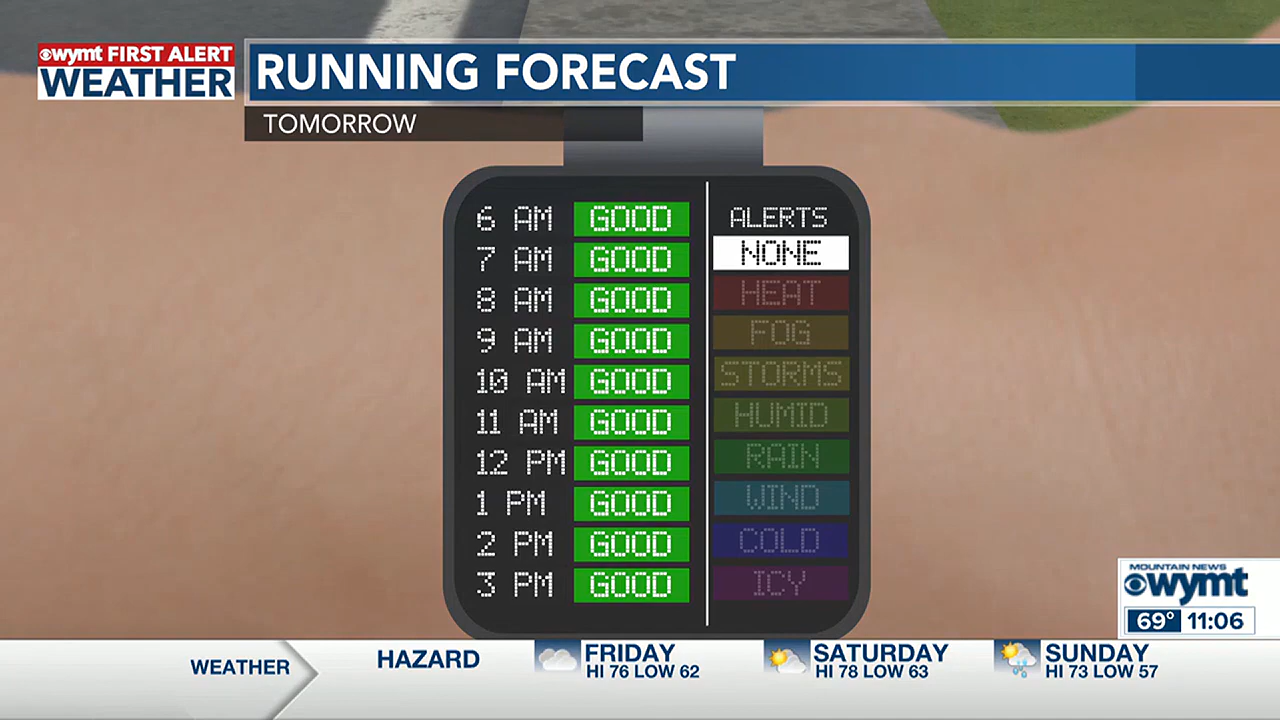 wymt FIRST ALERT
WEATHER
RUNNING FORECAST
TOMORROW
6 AM GOOD
7 AM GOOD
8 AM GOOD
9 AM GOOD
10 AM GOOD
11 AM GOOD
12 PM GOOD
1 PM GOOD
2 PM GOOD
3 PM GOOD
ALERTS
NONE
HEAT
FOG
STORMS
HUMID
RAIN
WIND
COLD
ICY
MOUNTAIN NEWS
wymt
69° 11:06
WEATHER
HAZARD
FRIDAY
HI 76 LOW 62
SATURDAY
HI 78 LOW 63
SUNDAY
HI 73 LOW 57